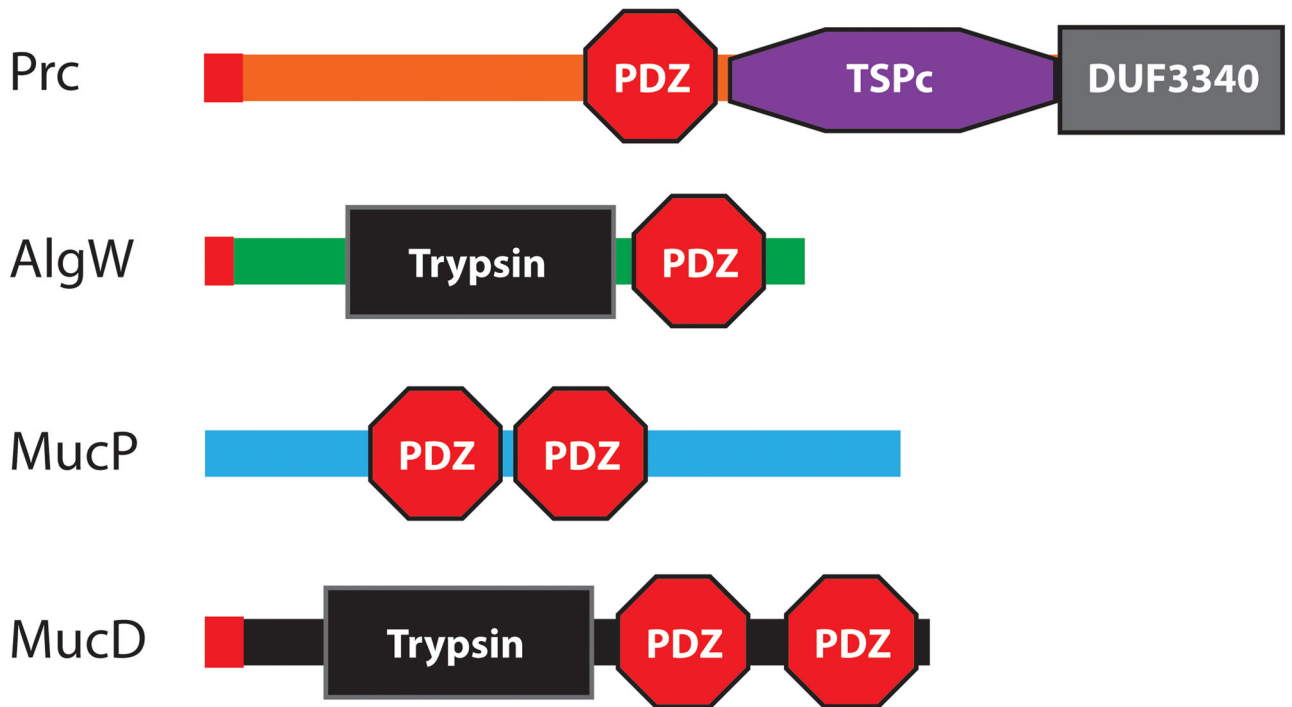 Prc PDZ TSPc DUF3340
AlgW Trypsin PDZ
MucP PDZ PDZ
MucD Trypsin PDZ PDZ